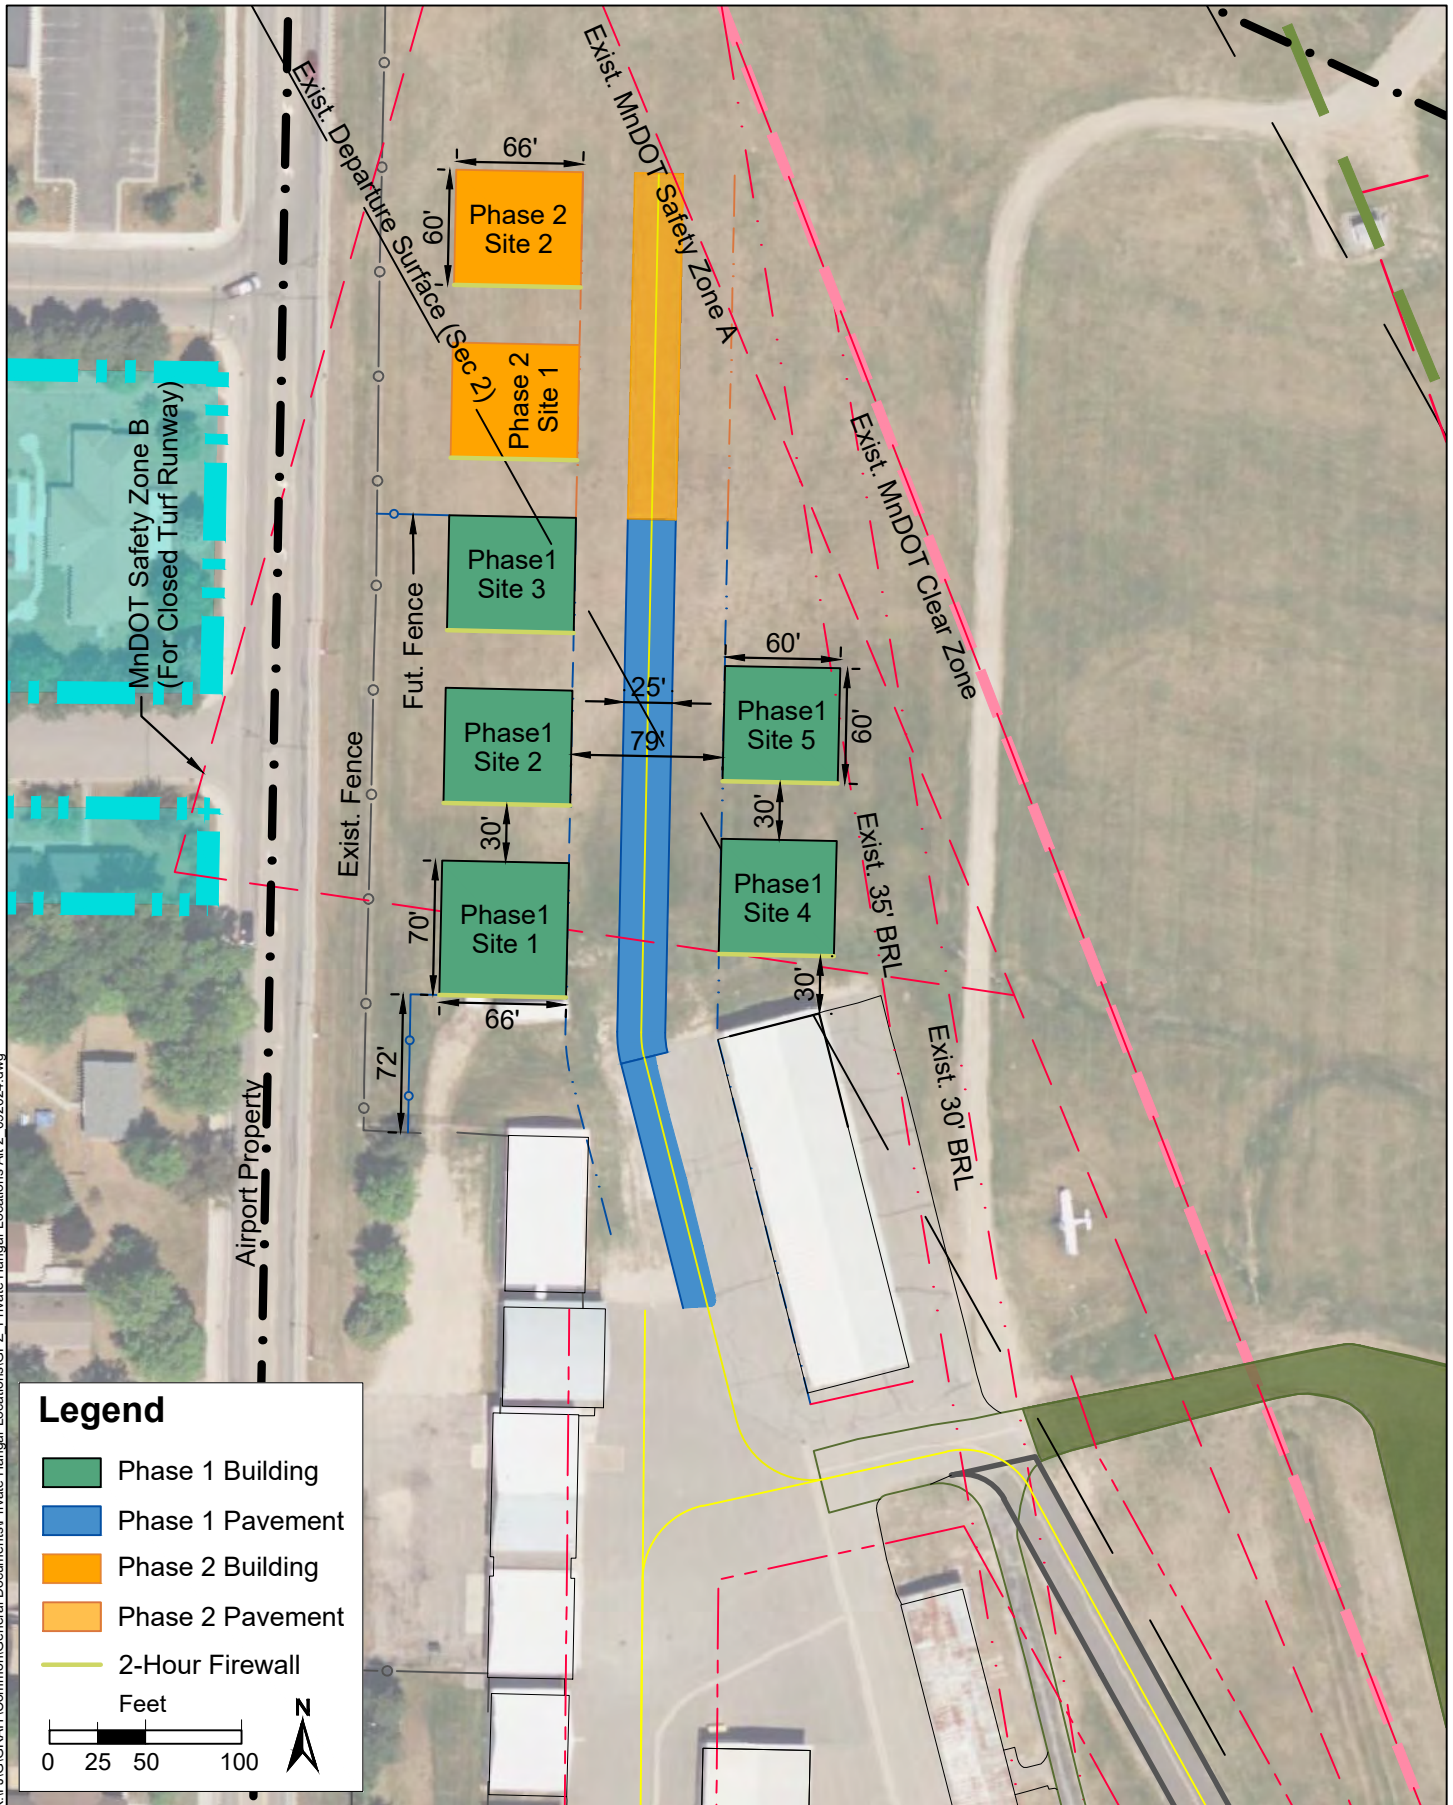 66'
60'
Phase 2
Site 2
Exist. Departure Surface (Sec 2)
Exist. MnDOT Safety Zone A
Phase 2
Site 1
MnDOT Safety Zone B
(For Closed Turf Runway)
Exist. MnDOT Clear Zone
Phase1
Site 3
Fut. Fence
60'
25'
Phase1
Site 2
79'
Phase1
Site 5
60'
Exist. Fence
30'
30'
Exist. 35' BRL
70'
Phase1
Site 1
Phase1
Site 4
30'
66'
72'
Exist. 30' BRL
Airport Property
Legend
Phase 1 Building
Phase 1 Pavement
Phase 2 Building
Phase 2 Pavement
2-Hour Firewall
Feet
N
0 25 50 100